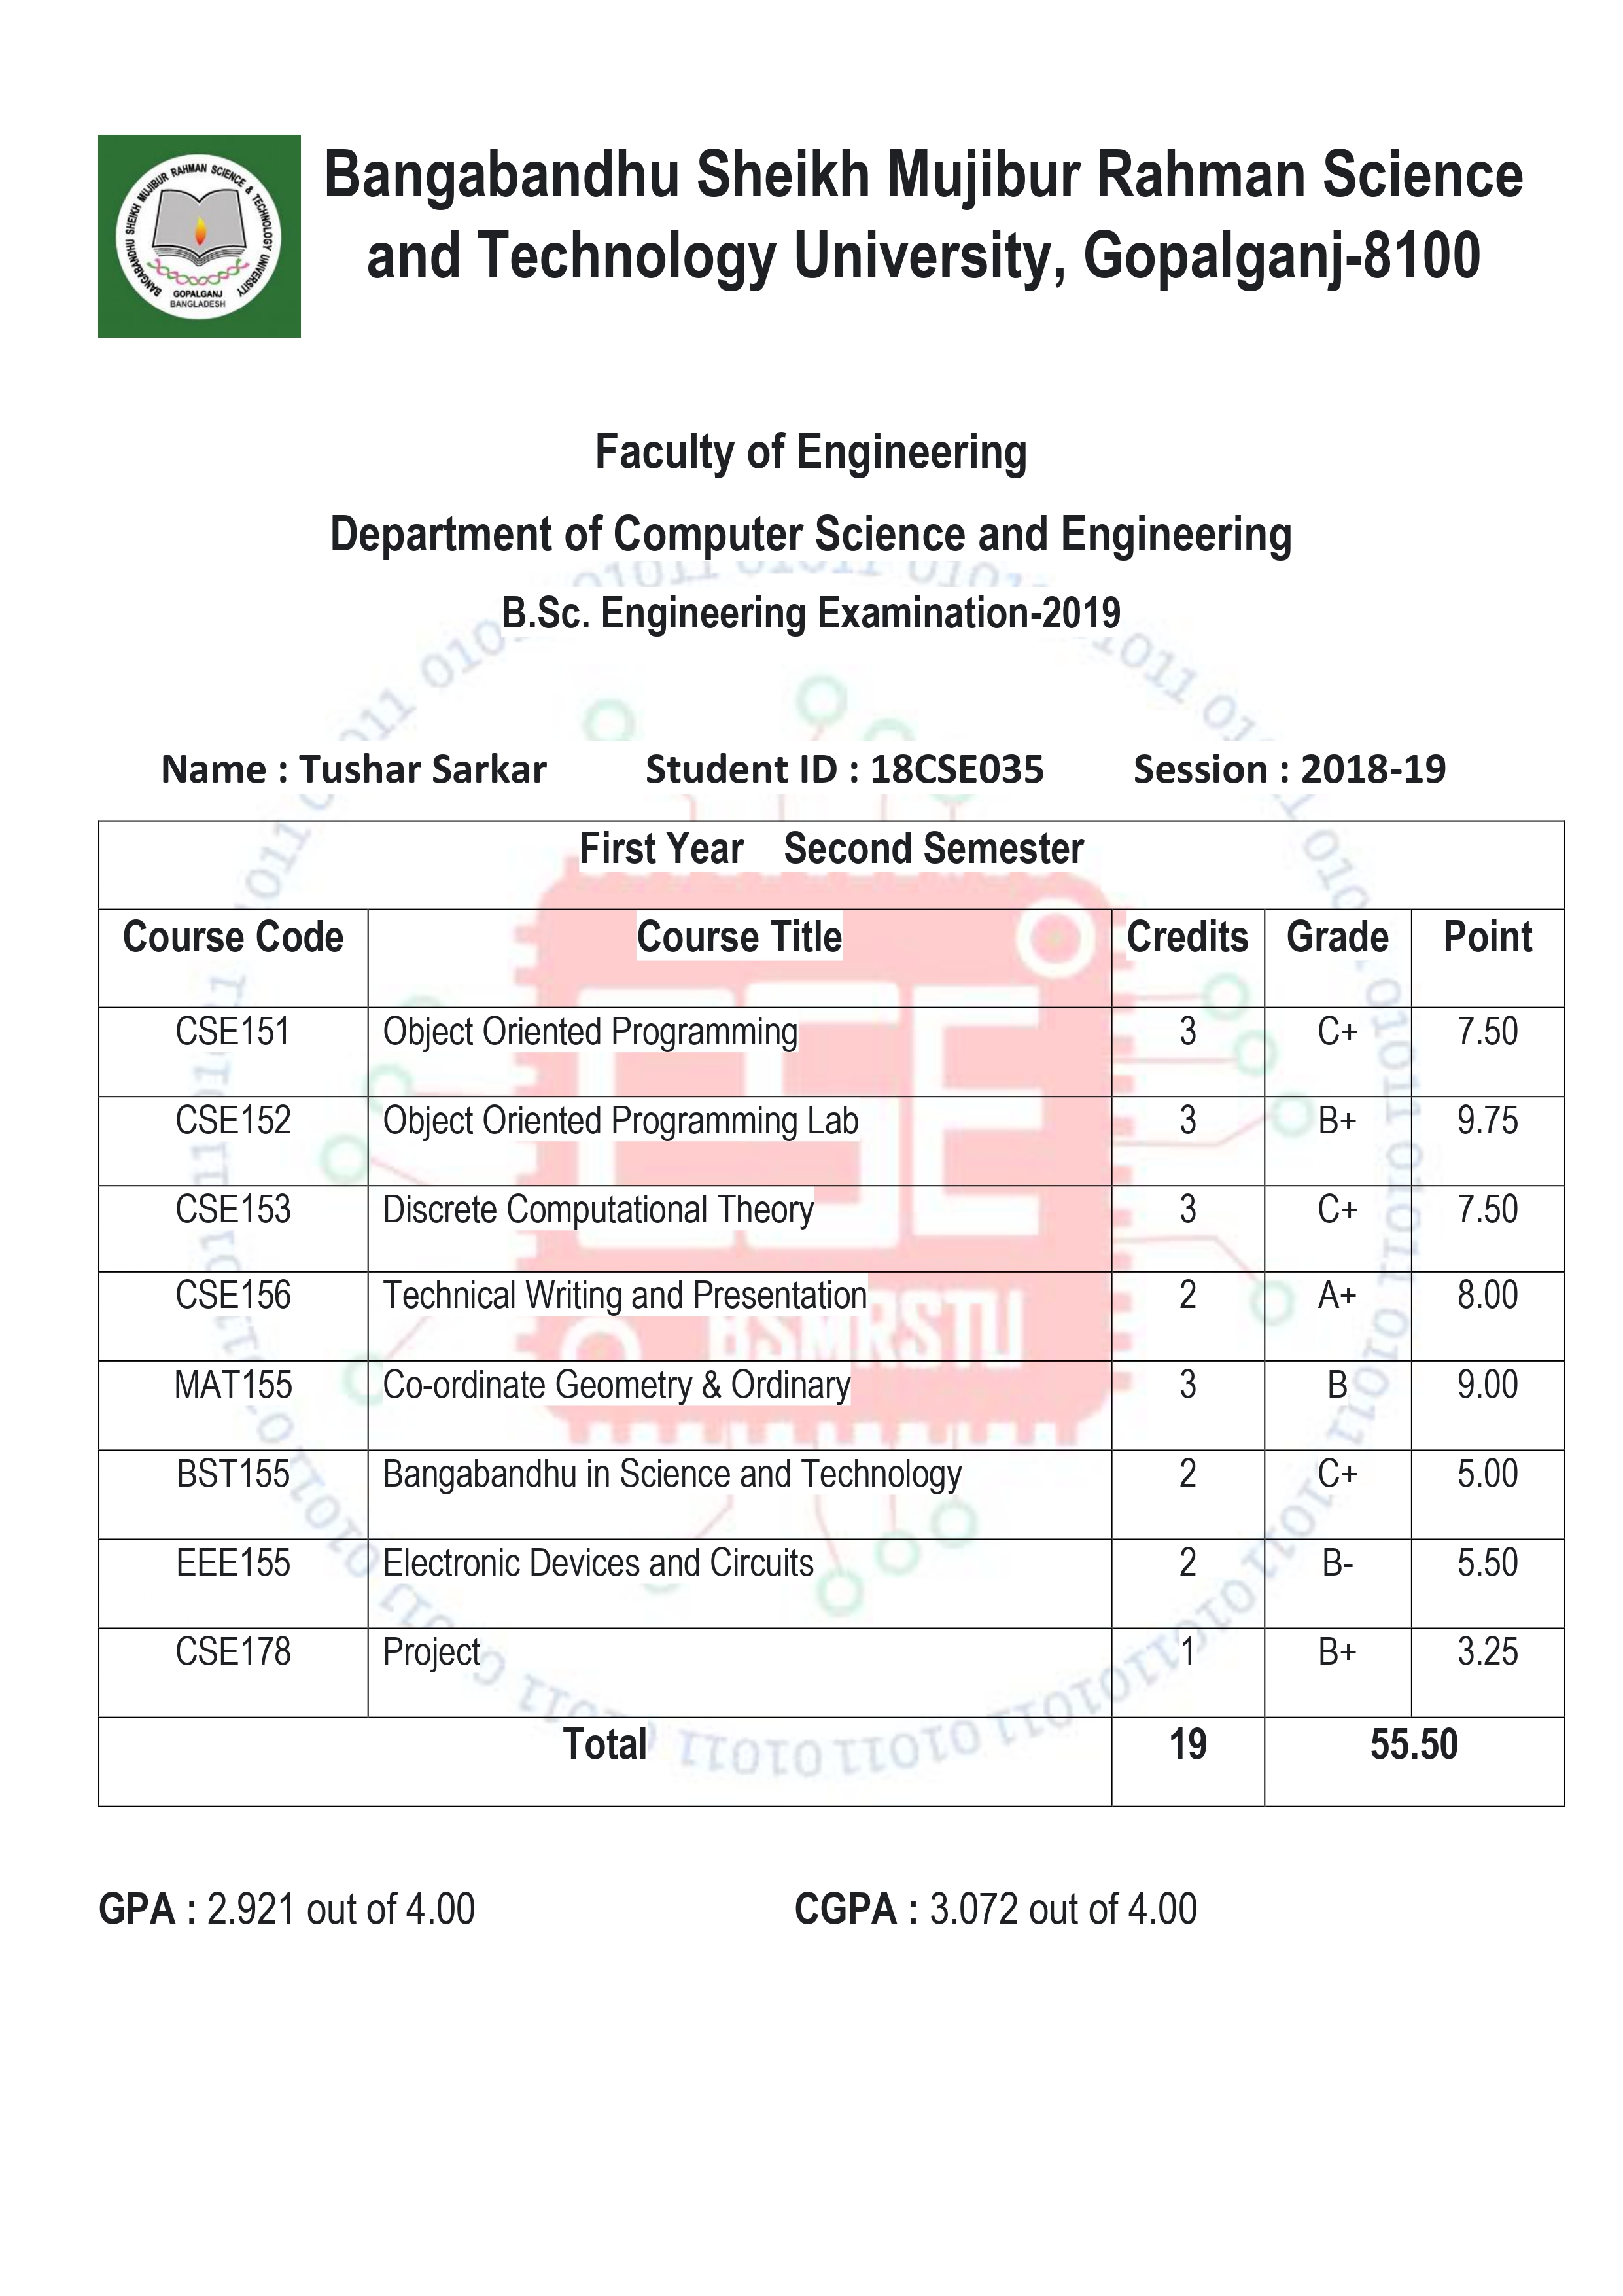 BANGABANDHU SHEIKH MUJIBUR RAHMAN SCIENCE & TECHNOLOGY UNIVERSITY
GOPALGANJ
BANGLADESH
Bangabandhu Sheikh Mujibur Rahman Science
and Technology University, Gopalganj-8100
Faculty of Engineering
Department of Computer Science and Engineering
B.Sc. Engineering Examination-2019
Name : Tushar Sarkar Student ID : 18CSE035 Session : 2018-19
First Year Second Semester
Course Code Course Title Credits Grade Point
CSE151 Object Oriented Programming 3 C+ 7.50
CSE152 Object Oriented Programming Lab 3 B+ 9.75
CSE153 Discrete Computational Theory 3 C+ 7.50
CSE156 Technical Writing and Presentation 2 A+ 8.00
MAT155 Co-ordinate Geometry & Ordinary 3 B 9.00
BST155 Bangabandhu in Science and Technology 2 C+ 5.00
EEE155 Electronic Devices and Circuits 2 B- 5.50
CSE178 Project 1 B+ 3.25
Total 19 55.50
GPA : 2.921 out of 4.00 CGPA : 3.072 out of 4.00
CSE
BSMRSTU